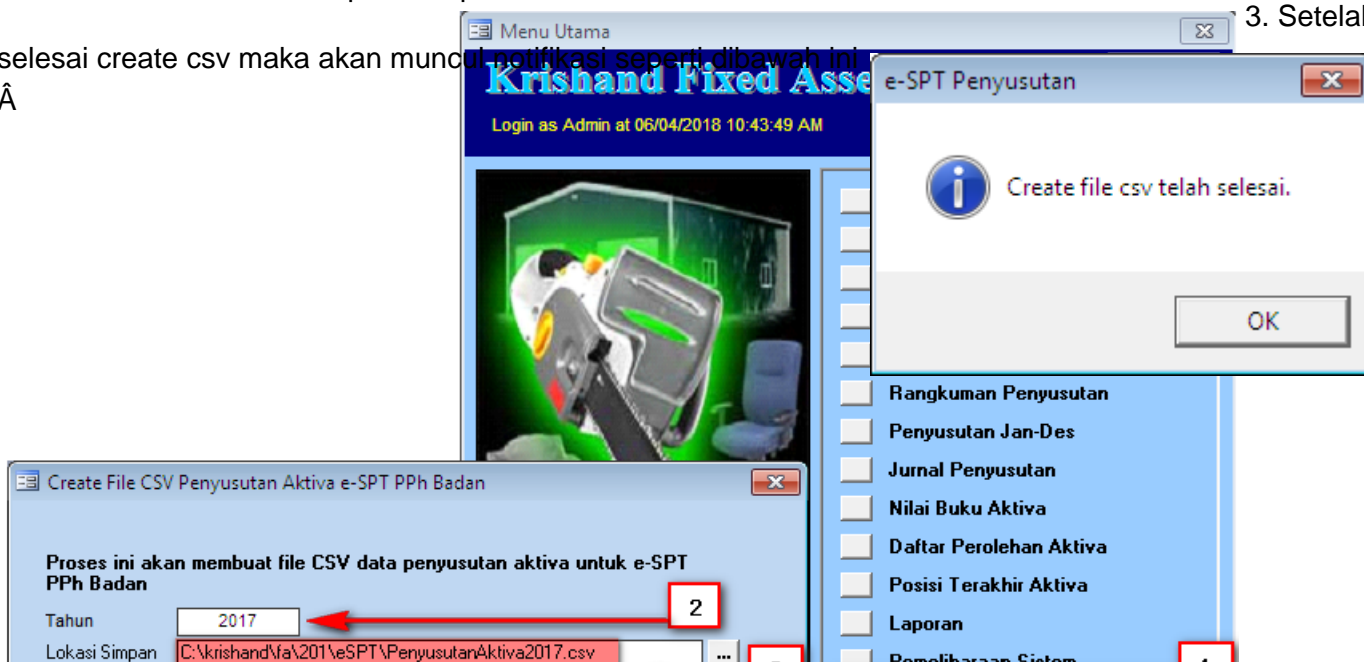 3. Setelah
selesai create csv maka akan muncul notifikasi seperti dibawah ini
Â
Menu Utama
Krishand Fixed Asse
Login as Admin at 06/04/2018 10:43:49 AM
e-SPT Penyusutan
Create file csv telah selesai.
OK
Rangkuman Penyusutan
Penyusutan Jan-Des
Jurnal Penyusutan
Nilai Buku Aktiva
Daftar Perolehan Aktiva
Posisi Terakhir Aktiva
Laporan
Pemeliharaan Sistem
Create File CSV Penyusutan Aktiva e-SPT PPh Badan
Proses ini akan membuat file CSV data penyusutan aktiva untuk e-SPT
PPh Badan
Tahun 2017
2
Lokasi Simpan C:\krishand\fa\201\eSPT\PenyusutanAktiva2017.csv ...